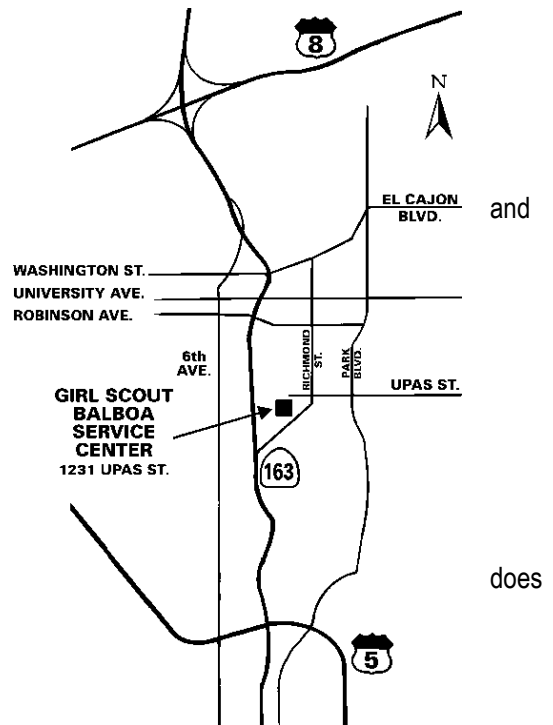 8
N
EL CAJON
BLVD.
and
WASHINGTON ST.
UNIVERSITY AVE.
ROBINSON AVE.
6th
AVE.
RICHMOND
ST.
PARK
BLVD.
UPAS ST.
GIRL SCOUT
BALBOA
SERVICE
CENTER
1231 UPAS ST.
163
does
5